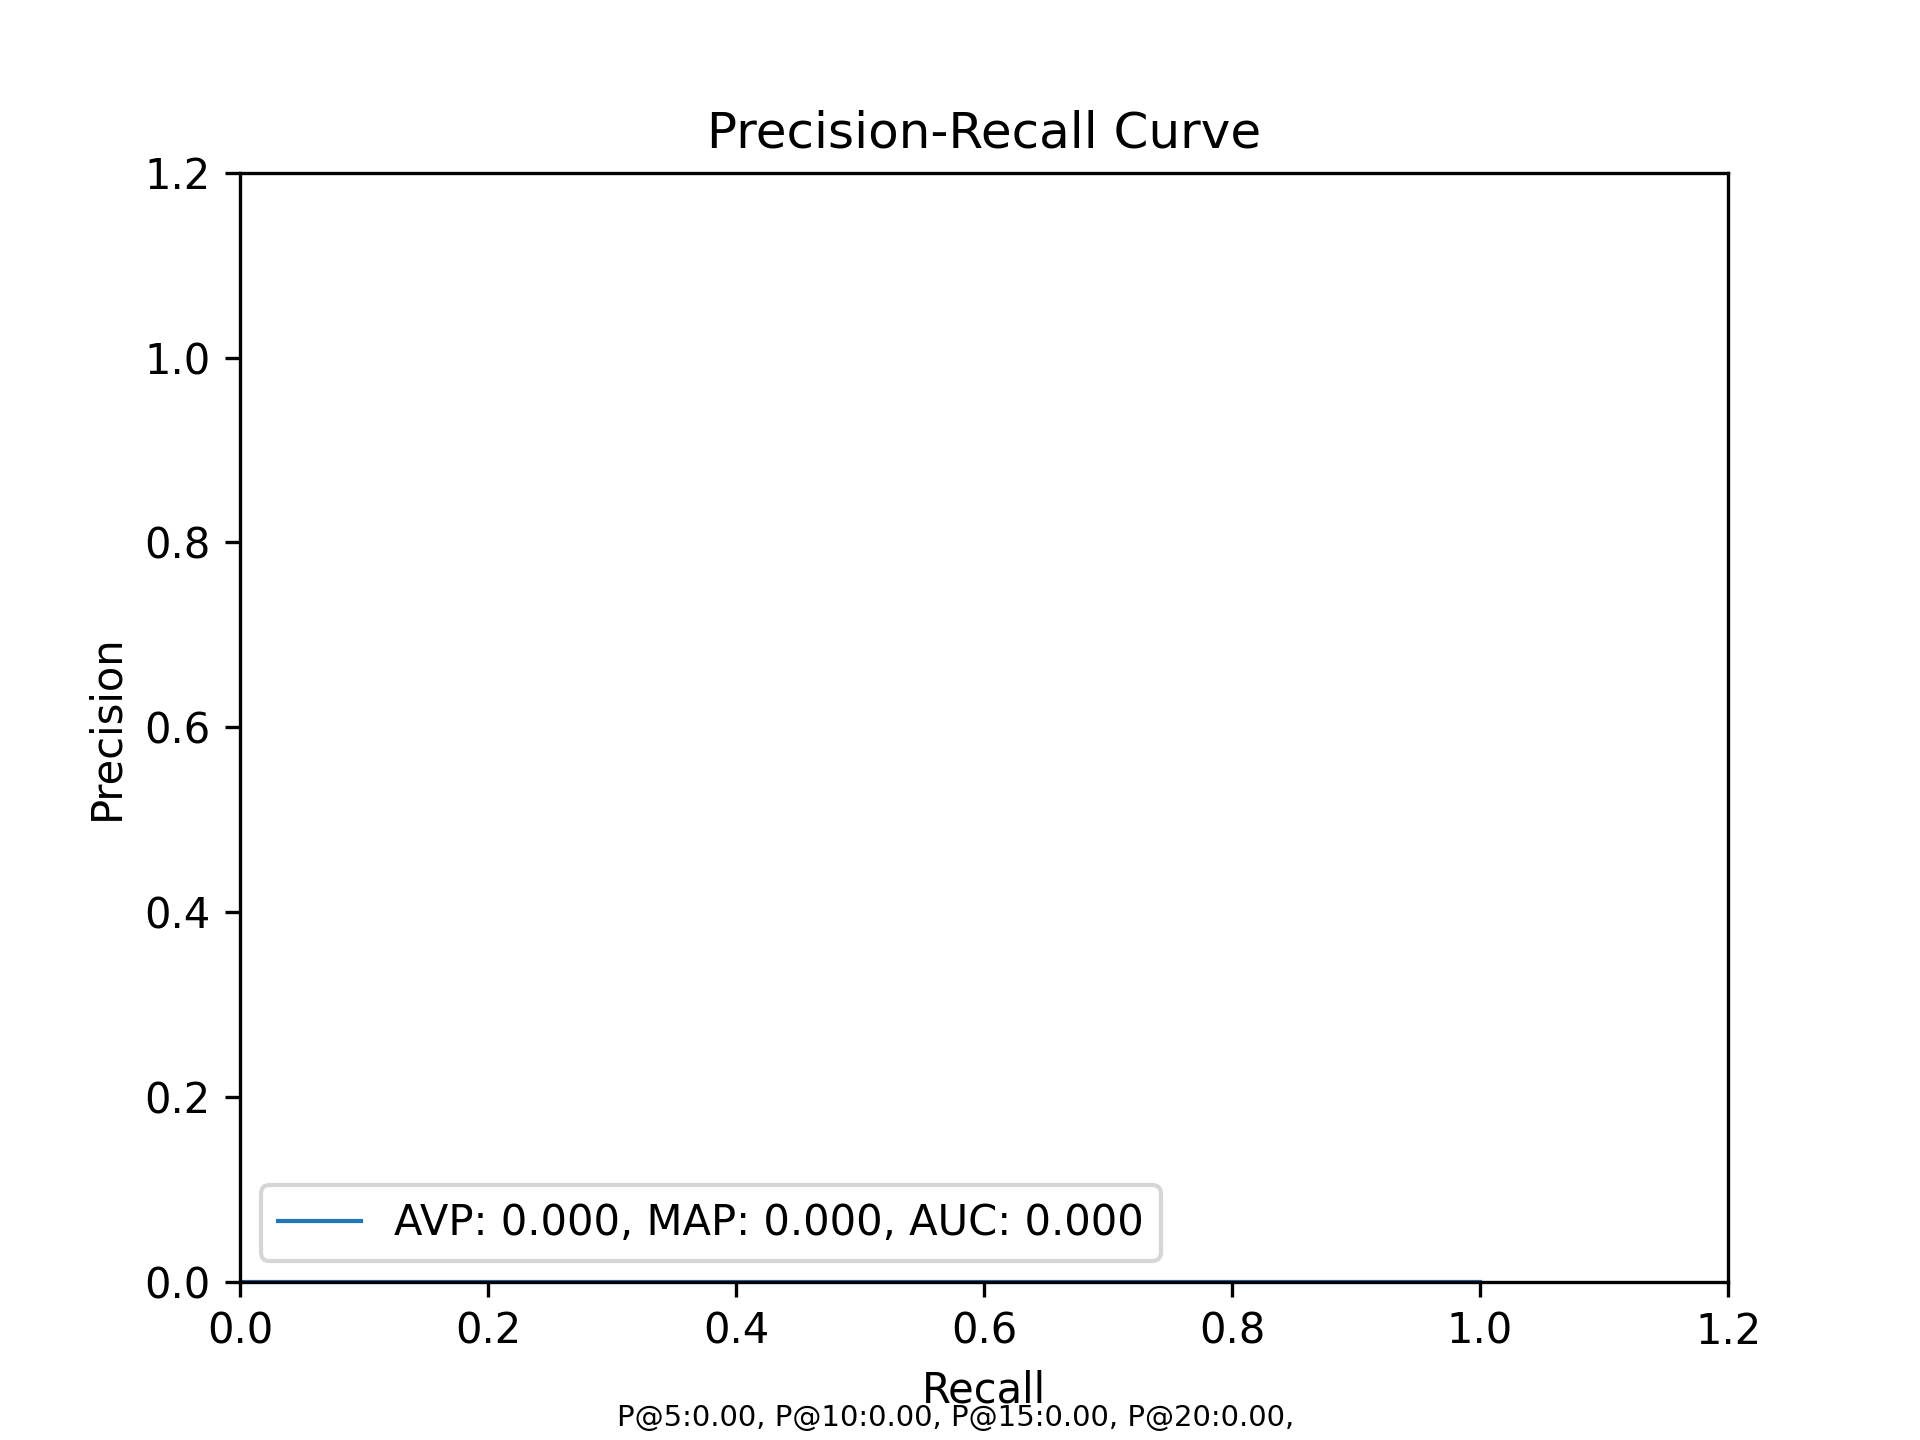 Precision-Recall Curve
1.2
1.0
0.8
0.6
0.4
0.2
0.0
Precision
AVP: 0.000, MAP: 0.000, AUC: 0.000
0.0 0.2 0.4 0.6 0.8 1.0 1.2
Recall
P@5:0.00, P@10:0.00, P@15:0.00, P@20:0.00,